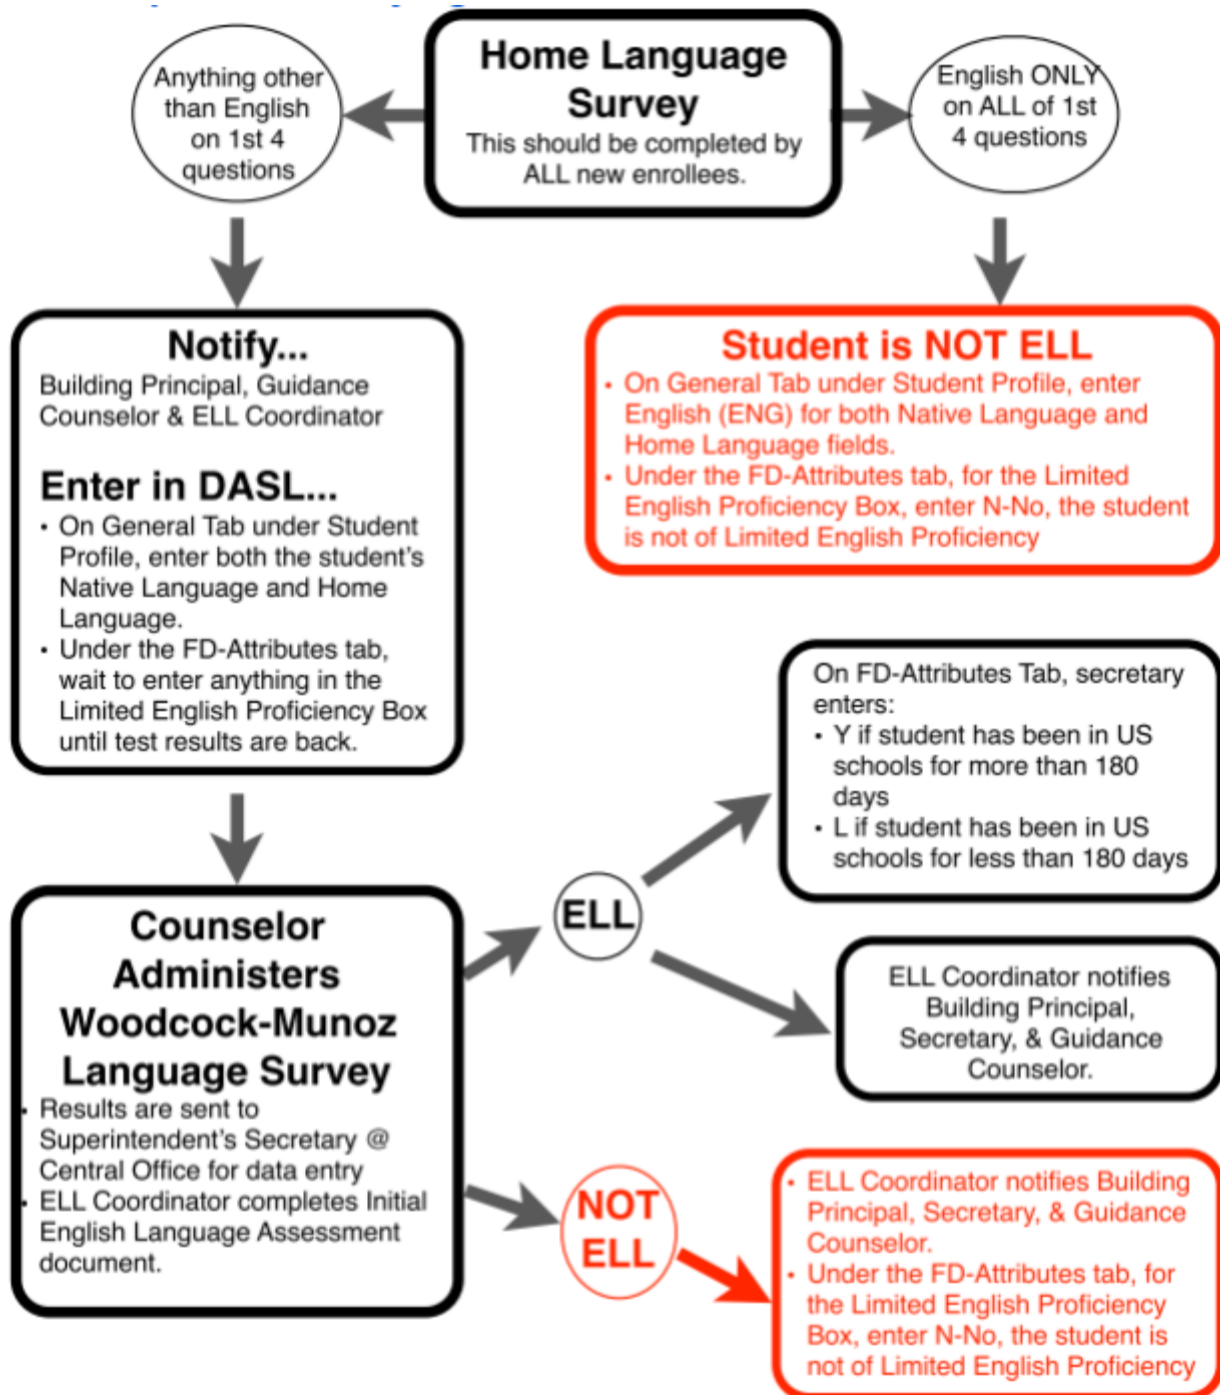 Home Language
Survey
This should be completed by
ALL new enrollees.
Anything other
than English
on 1st 4
questions
English ONLY
on ALL of 1st
4 questions
Notify...
Building Principal, Guidance
Counselor & ELL Coordinator
Enter in DASL...
• On General Tab under Student
Profile, enter both the student's
Native Language and Home
Language.
• Under the FD-Attributes tab,
wait to enter anything in the
Limited English Proficiency Box
until test results are back.
Student is NOT ELL
• On General Tab under Student Profile, enter
English (ENG) for both Native Language and
Home Language fields.
• Under the FD-Attributes tab, for the Limited
English Proficiency Box, enter N-No, the student
is not of Limited English Proficiency
Counselor
Administers
Woodcock-Munoz
Language Survey
• Results are sent to
Superintendent's Secretary @
Central Office for data entry
• ELL Coordinator completes Initial
English Language Assessment
document.
ELL
On FD-Attributes Tab, secretary
enters:
• Y if student has been in US
schools for more than 180
days
• L if student has been in US
schools for less than 180 days
ELL Coordinator notifies
Building Principal,
Secretary, & Guidance
Counselor.
NOT
ELL
• ELL Coordinator notifies Building
Principal, Secretary, & Guidance
Counselor.
• Under the FD-Attributes tab, for
the Limited English Proficiency
Box, enter N-No, the student is
not of Limited English Proficiency